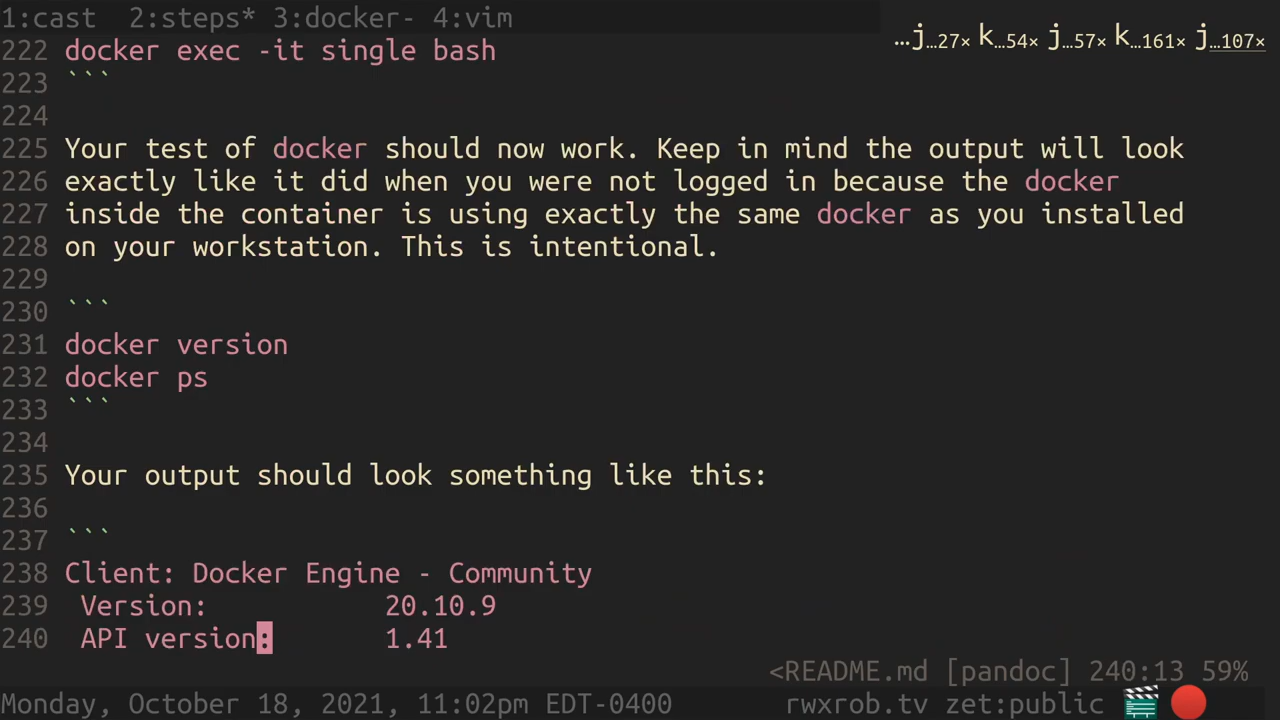 1:cast  2:steps* 3:docker- 4:vim
…j…27× k…54× j…57× k…161× j…107×
222 docker exec -it single bash
223 ```
224
225 Your test of docker should now work. Keep in mind the output will look
226 exactly like it did when you were not logged in because the docker
227 inside the container is using exactly the same docker as you installed
228 on your workstation. This is intentional.
229
230 ```
231 docker version
232 docker ps
233 ```
234
235 Your output should look something like this:
236
237 ```
238 Client: Docker Engine - Community
239  Version:           20.10.9
240  API version:       1.41
<README.md [pandoc] 240:13 59%
Monday, October 18, 2021, 11:02pm EDT-0400
rwxrob.tv zet:public 🎬 🔴